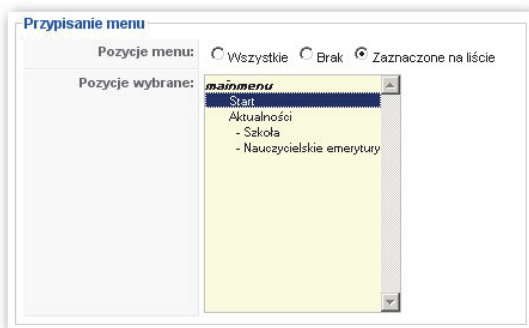 Przypisanie menu
Pozycje menu: Wszystkie Brak Zaznaczone na liście
Pozycje wybrane: mainmenu
Start
Aktualności
- Szkoła
- Nauczycielskie emerytury